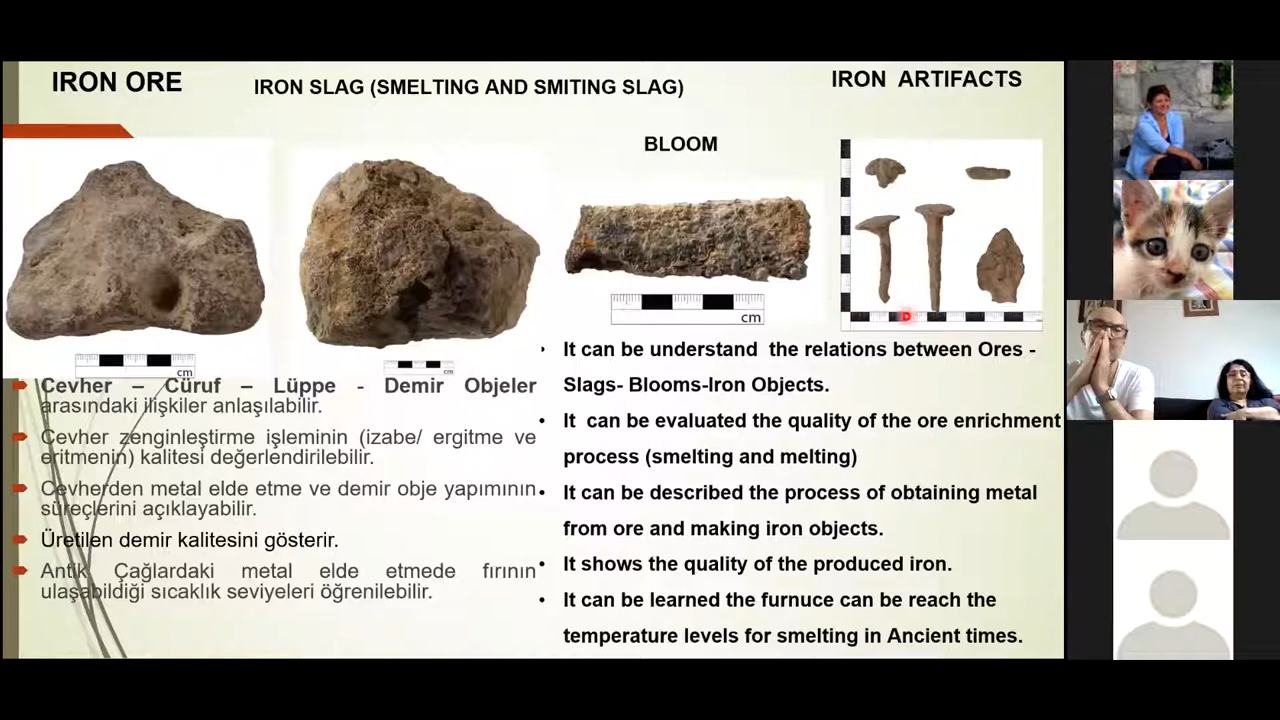 IRON ORE
IRON SLAG (SMELTING AND SMITING SLAG)
IRON ARTIFACTS
BLOOM
cm
cm
cm
Cevher – Cüruf – Lüppe - Demir Objeler
arasındaki ilişkiler anlaşılabilir.
Cevher zenginleştirme işleminin (izabe/ ergitme ve
eritmenin) kalitesi değerlendirilebilir.
Cevherden metal elde etme ve demir obje yapımının
süreçlerini açıklayabilir.
Üretilen demir kalitesini gösterir.
Antik Çağlardaki metal elde etmede fırının
ulaşabildiği sıcaklık seviyeleri öğrenilebilir.
It can be understand the relations between Ores -
Slags- Blooms-Iron Objects.
It can be evaluated the quality of the ore enrichment
process (smelting and melting)
It can be described the process of obtaining metal
from ore and making iron objects.
It shows the quality of the produced iron.
It can be learned the furnuce can be reach the
temperature levels for smelting in Ancient times.